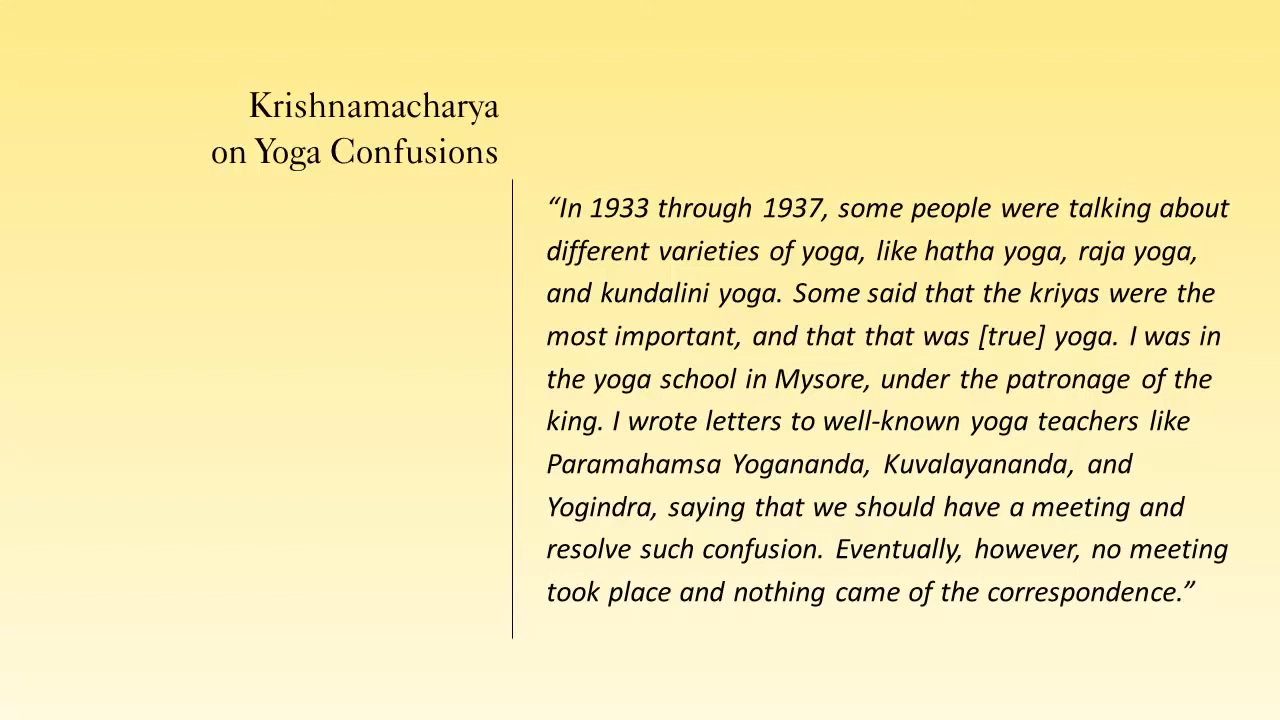 Krishnamacharya
on Yoga Confusions
“In 1933 through 1937, some people were talking about
different varieties of yoga, like hatha yoga, raja yoga,
and kundalini yoga. Some said that the kriyas were the
most important, and that that was [true] yoga. I was in
the yoga school in Mysore, under the patronage of the
king. I wrote letters to well-known yoga teachers like
Paramahamsa Yogananda, Kuvalayananda, and
Yogindra, saying that we should have a meeting and
resolve such confusion. Eventually, however, no meeting
took place and nothing came of the correspondence.”